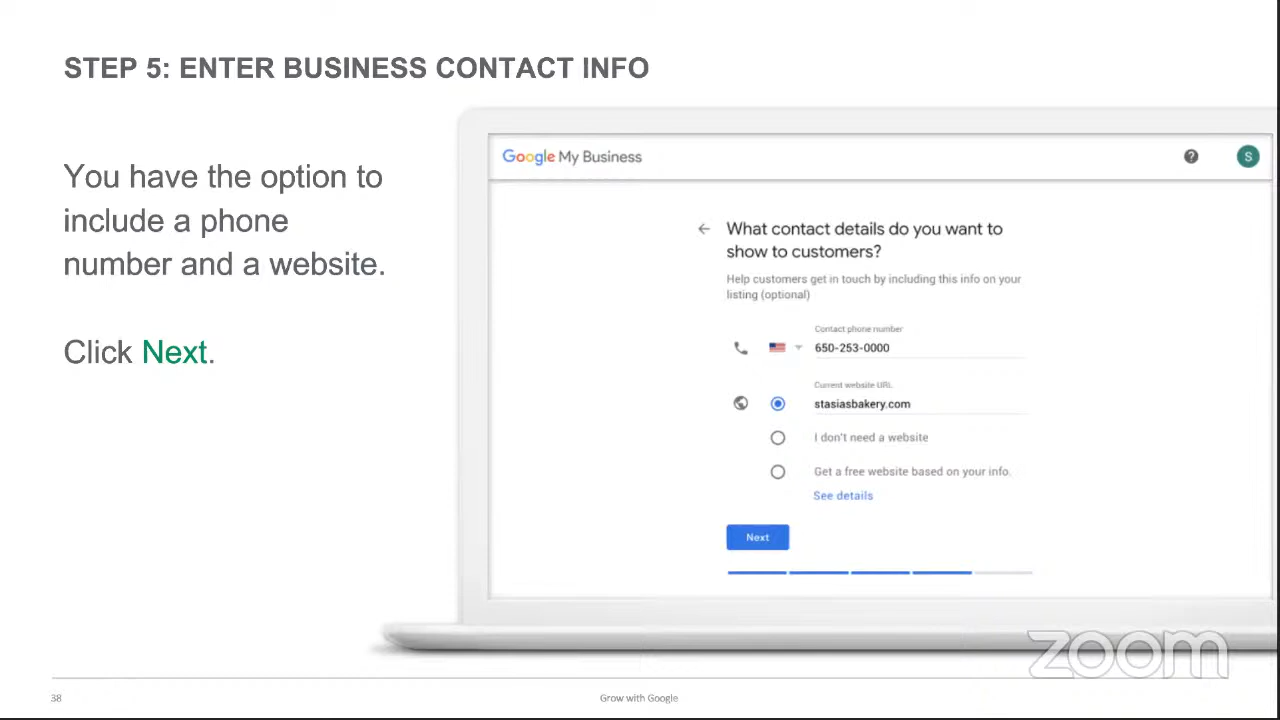 STEP 5: ENTER BUSINESS CONTACT INFO
You have the option to
include a phone
number and a website.
Click Next.
Google My Business
?
S
What contact details do you want to
show to customers?
Help customers get in touch by including this info on your
listing (optional)
Contact phone number
650-253-0000
Current website URL
stasiasbakery.com
I don't need a website
Get a free website based on your info.
See details
Next
zoom
38
Grow with Google